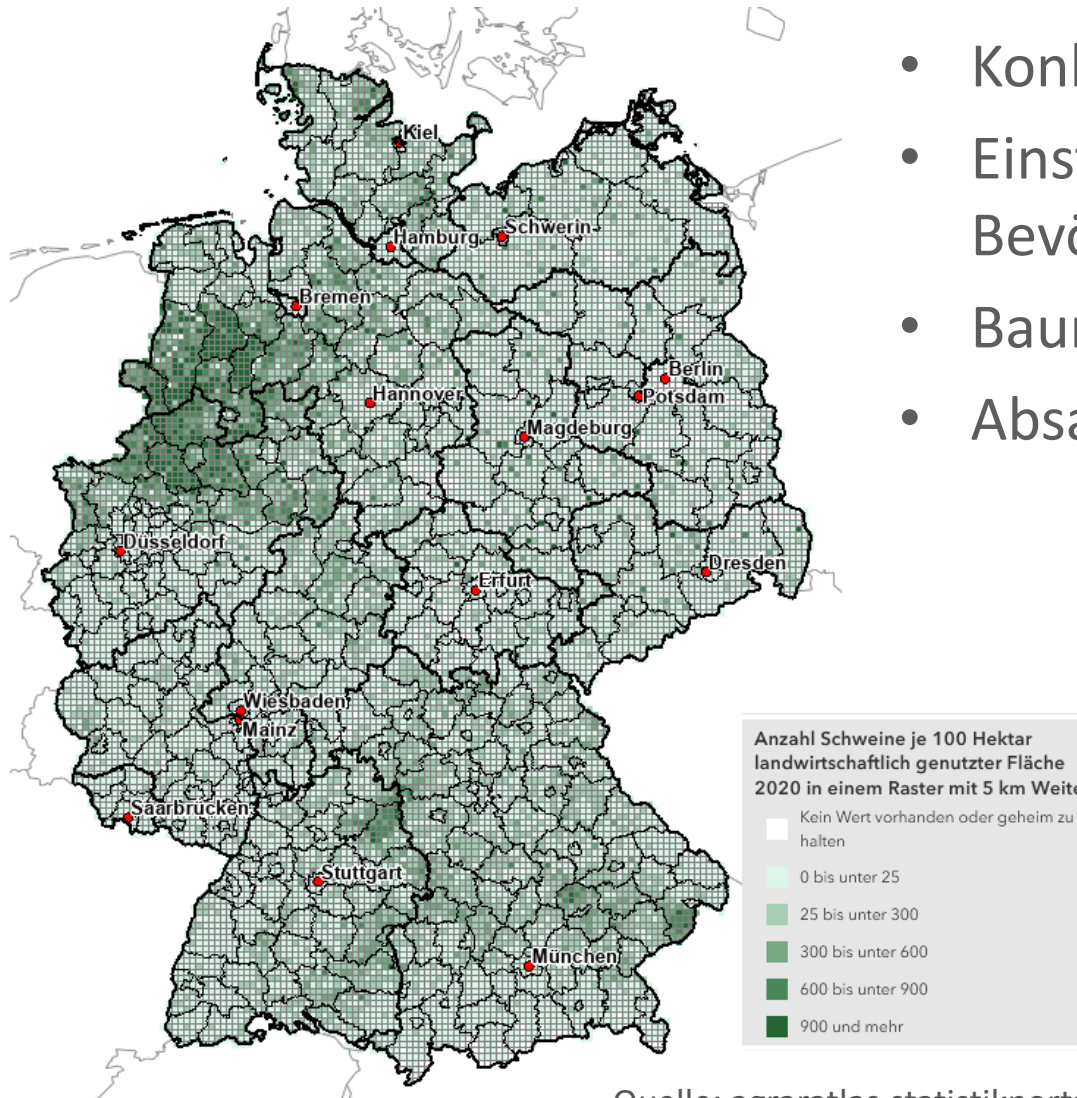 Kiel
Hamburg
Schwerin
Bremen
Berlin
Hannover
Potsdam
Magdeburg
Düsseldorf
Dresden
Erfurt
Wiesbaden
Mainz
Saarbrücken
Stuttgart
München
Anzahl Schweine je 100 Hektar
landwirtschaftlich genutzter Fläche
2020 in einem Raster mit 5 km Weite
Kein Wert vorhanden oder geheim zu
halten
0 bis unter 25
25 bis unter 300
300 bis unter 600
600 bis unter 900
900 und mehr